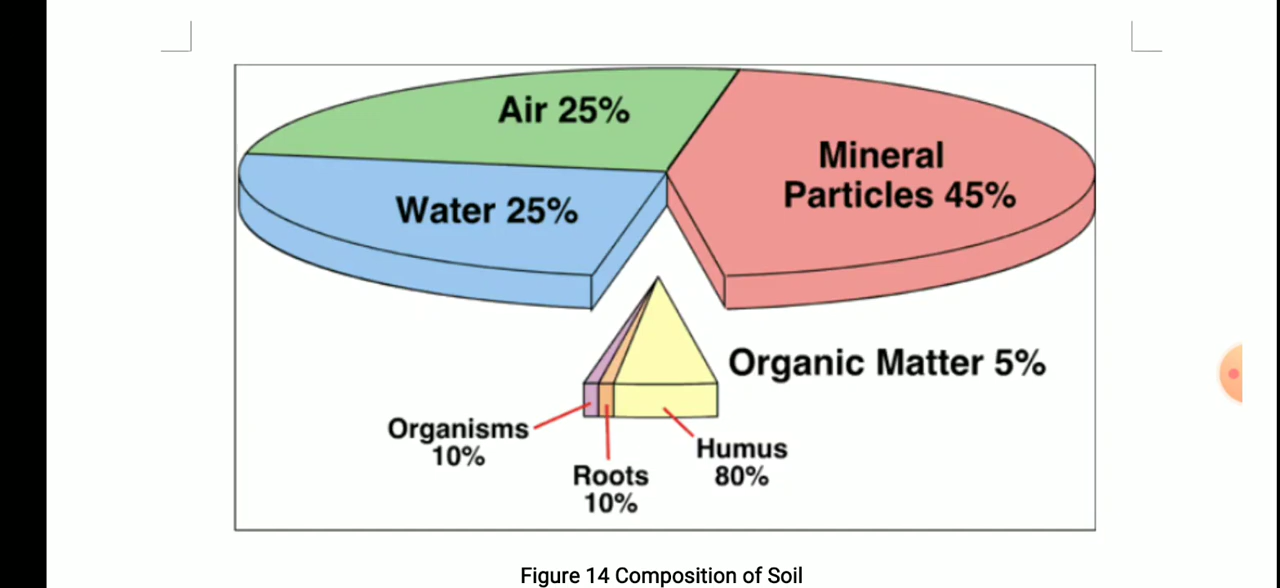 Air 25%
Mineral
Particles 45%
Water 25%
Organic Matter 5%
Organisms
10%
Roots
10%
Humus
80%
Figure 14 Composition of Soil